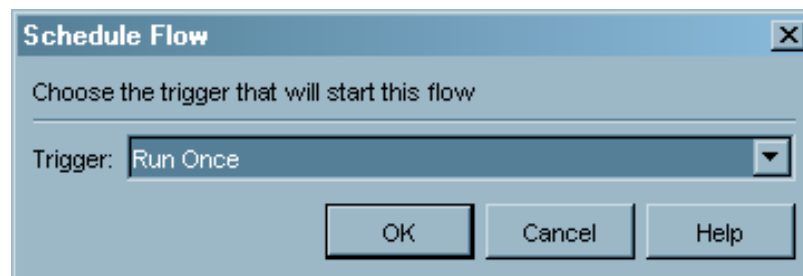 Schedule Flow
Choose the trigger that will start this flow
Trigger: Run Once
OK Cancel Help